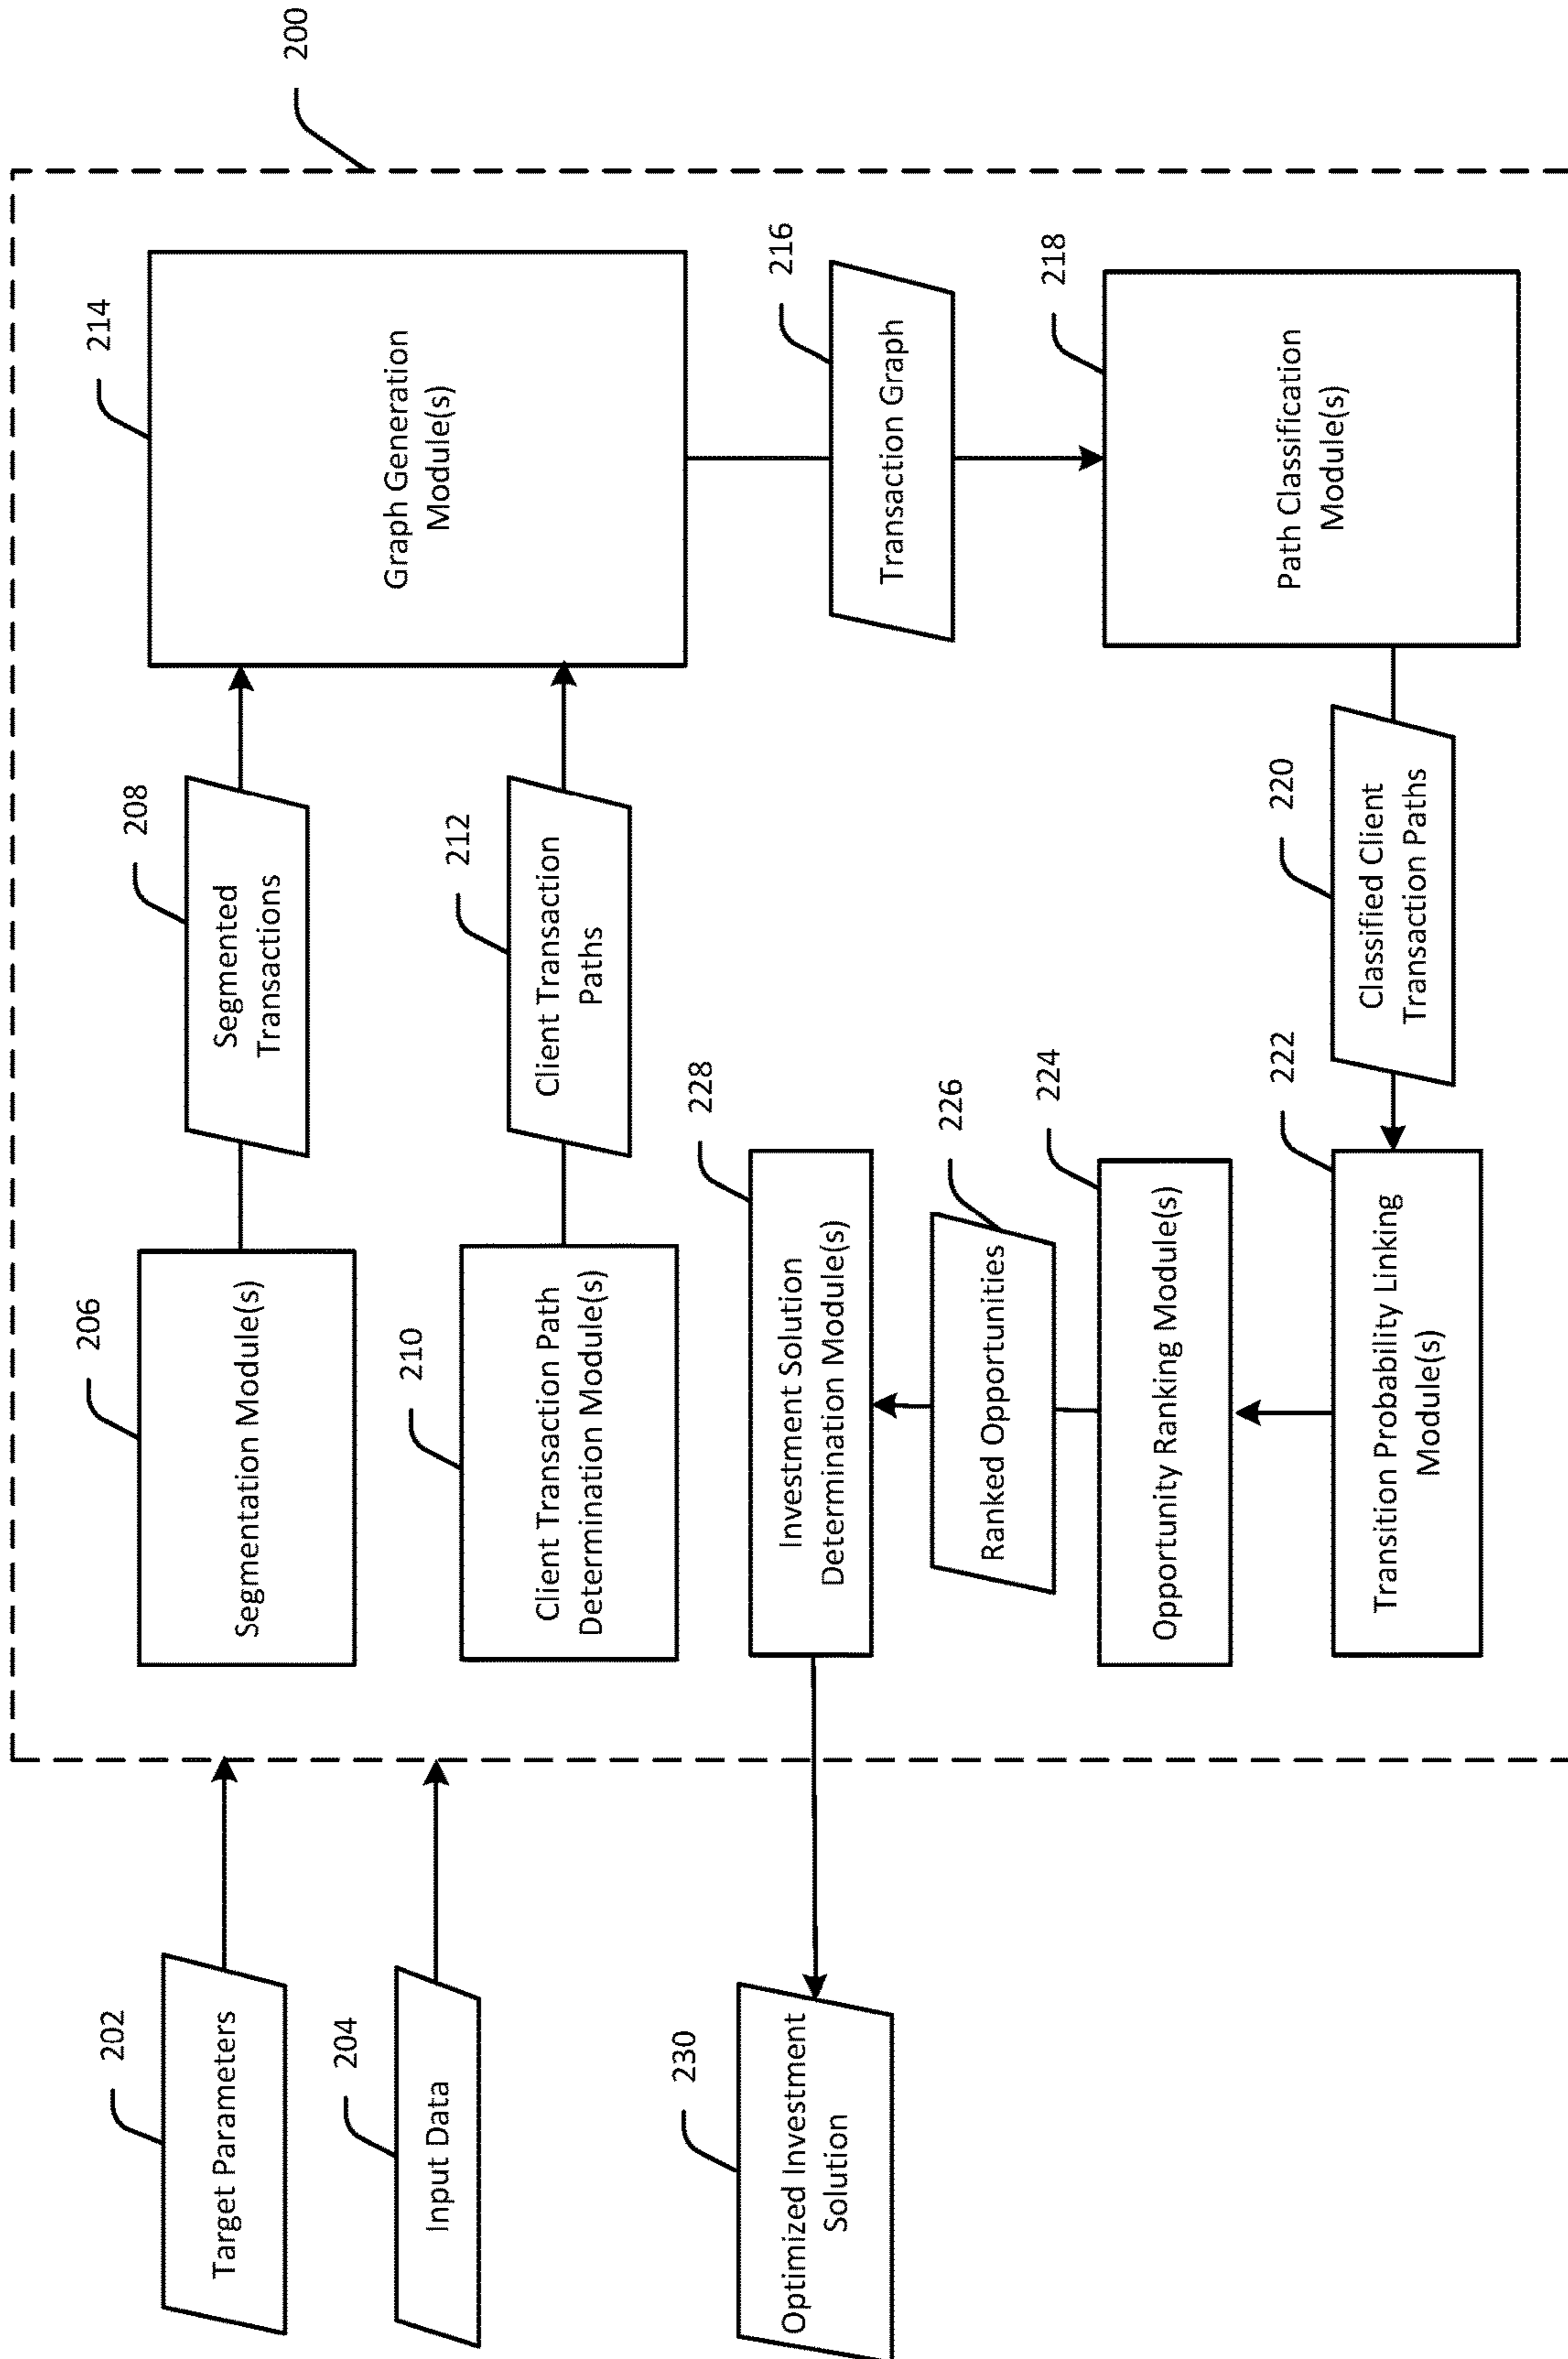 200
202
Target Parameters
204
Input Data
206
Segmentation Module(s)
208
Segmented
Transactions
210
Client Transaction Path
Determination Module(s)
212
Client Transaction
Paths
214
Graph Generation
Module(s)
216
Transaction Graph
218
Path Classification
Module(s)
220
Classified Client
Transaction Paths
222
Transition Probability Linking
Module(s)
224
Opportunity Ranking Module(s)
226
Ranked Opportunities
228
Investment Solution
Determination Module(s)
230
Optimized Investment
Solution